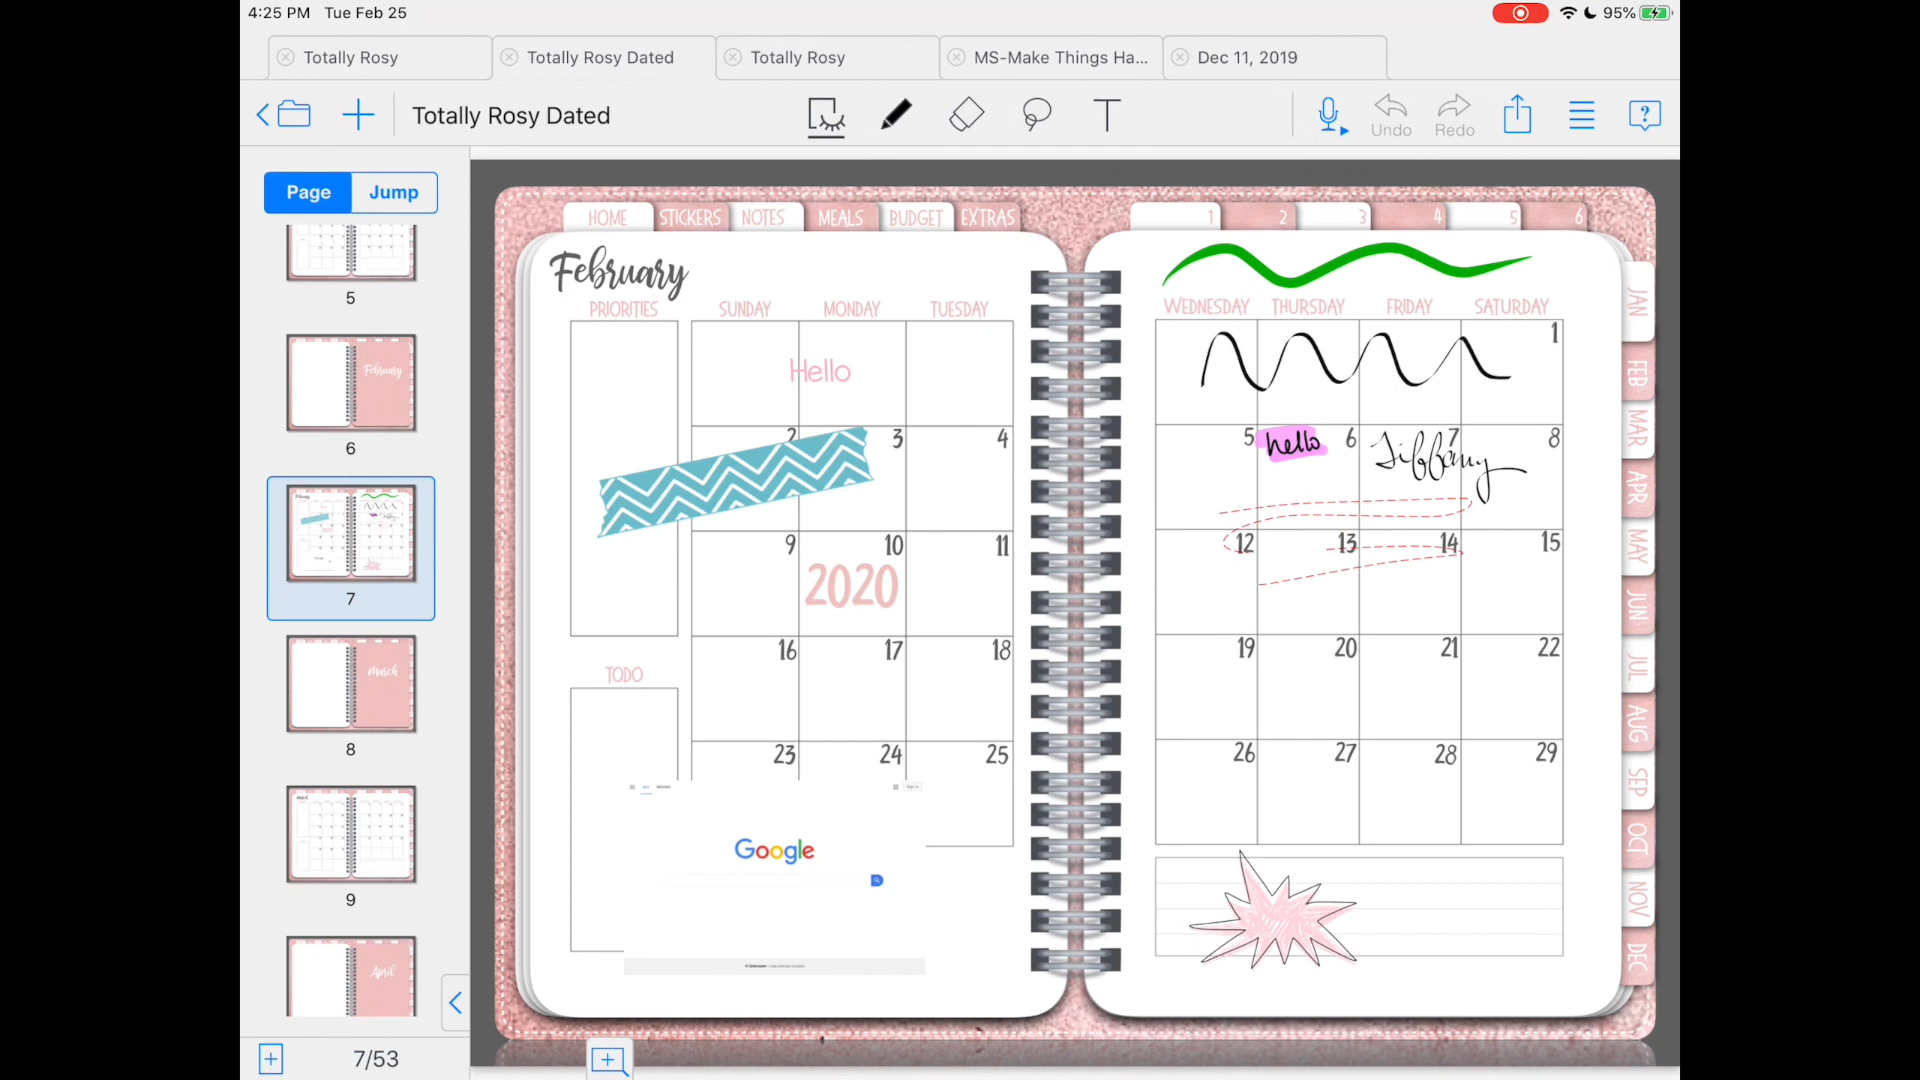 4:25 PM Tue Feb 25 95%
Totally Rosy Totally Rosy Dated Totally Rosy MS-Make Things Ha... Dec 11, 2019
Totally Rosy Dated Undo Redo
Page Jump
5
6
7
8
9
7/53
February
March
April
HOME STICKERS NOTES MEALS BUDGET EXTRAS
1 2 3 4 5 6
February
PRIORITIES SUNDAY MONDAY TUESDAY
Hello
2 3 4
9 10 11
2020
16 17 18
TODO
23 24 25
Google
WEDNESDAY THURSDAY FRIDAY SATURDAY
1
5 hello 6 7 8
Tiffany
12 13 14 15
19 20 21 22
26 27 28 29
JAN
FEB
MAR
APR
MAY
JUN
JUL
AUG
SEP
OCT
NOV
DEC